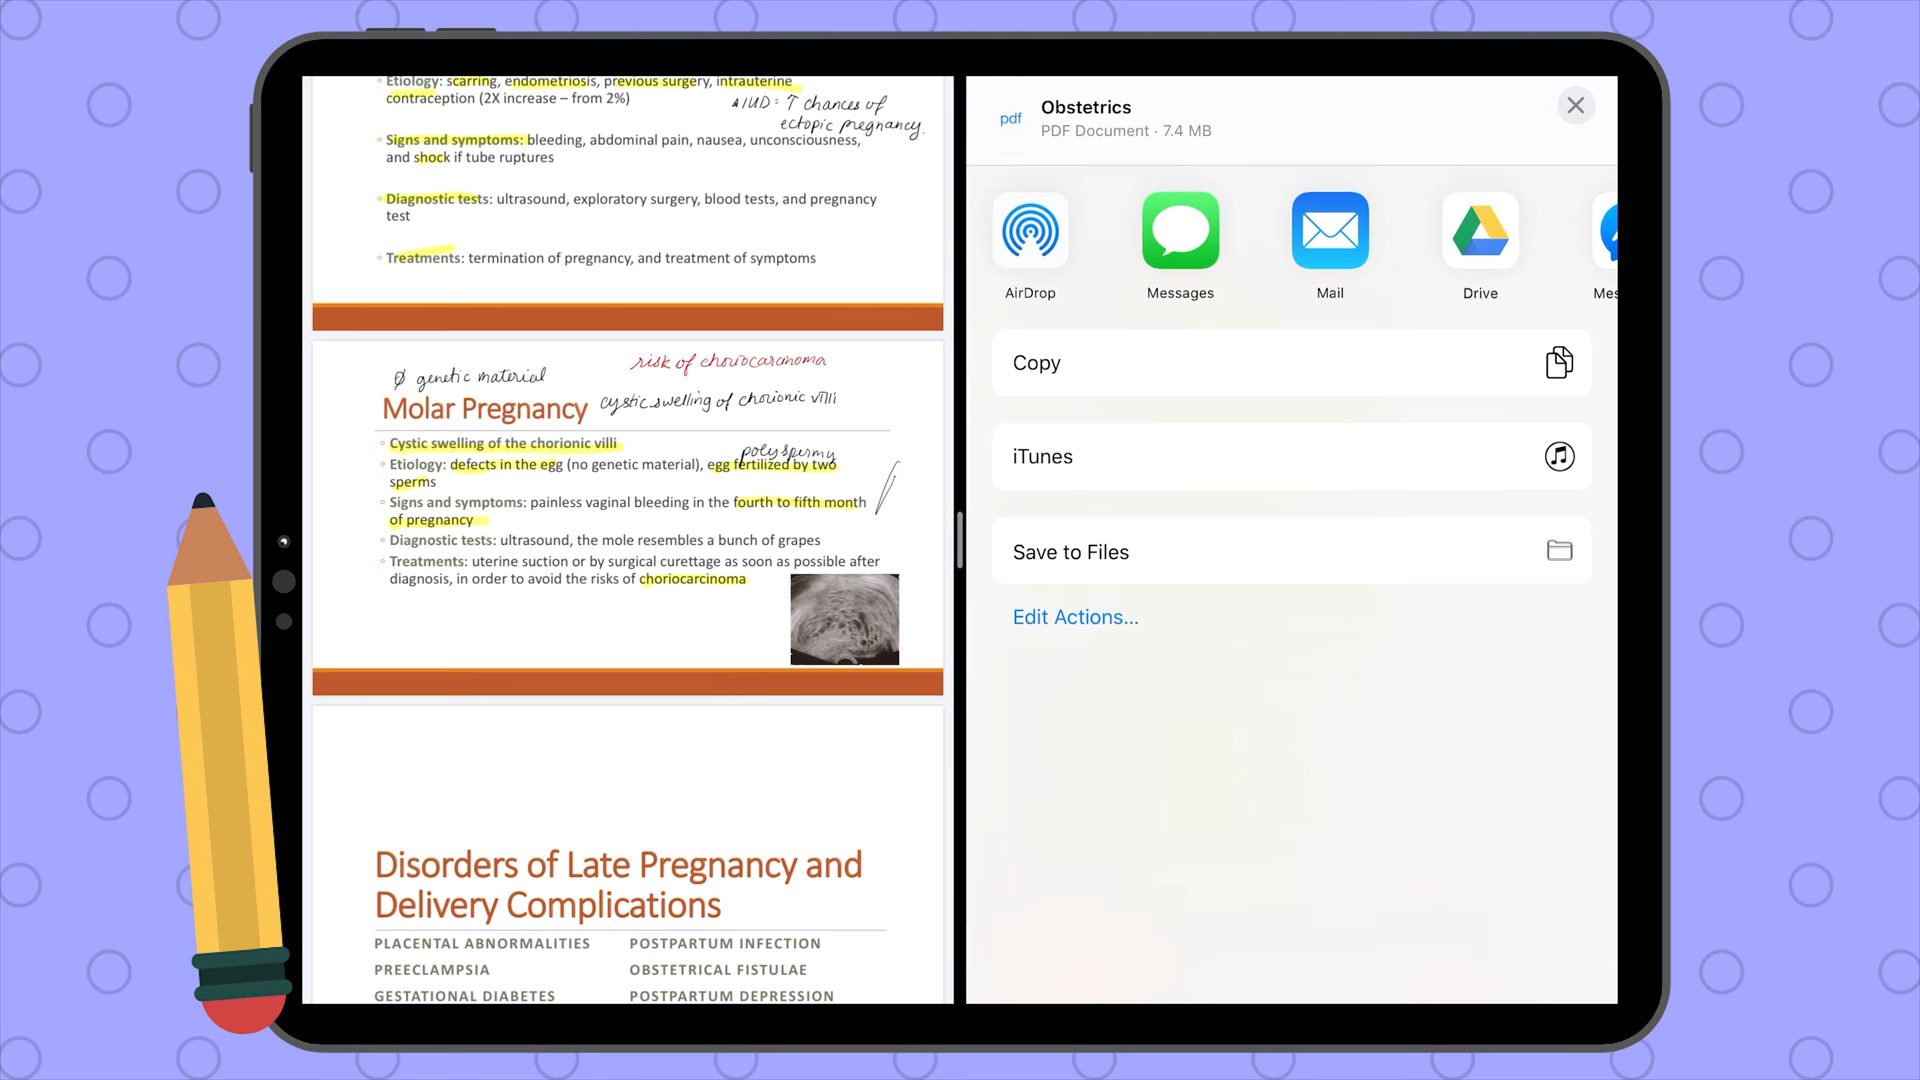 Etiology: scarring, endometriosis, previous surgery, intrauterine
contraception (2X increase – from 2%)
IUD: ↑ chances of
ectopic pregnancy.
Signs and symptoms: bleeding, abdominal pain, nausea, unconsciousness,
and shock if tube ruptures
Diagnostic tests: ultrasound, exploratory surgery, blood tests, and pregnancy
test
Treatments: termination of pregnancy, and treatment of symptoms
risk of choriocarcinoma
Ø genetic material
cystic swelling of chorionic villi
Molar Pregnancy
Cystic swelling of the chorionic villi
polyspermy
Etiology: defects in the egg (no genetic material), egg fertilized by two
sperms
Signs and symptoms: painless vaginal bleeding in the fourth to fifth month
of pregnancy
Diagnostic tests: ultrasound, the mole resembles a bunch of grapes
Treatments: uterine suction or by surgical curettage as soon as possible after
diagnosis, in order to avoid the risks of choriocarcinoma
Disorders of Late Pregnancy and
Delivery Complications
PLACENTAL ABNORMALITIES
PREECLAMPSIA
GESTATIONAL DIABETES
POSTPARTUM INFECTION
OBSTETRICAL FISTULAE
POSTPARTUM DEPRESSION
pdf
Obstetrics
PDF Document · 7.4 MB
AirDrop
Messages
Mail
Drive
Mes
Copy
iTunes
Save to Files
Edit Actions...